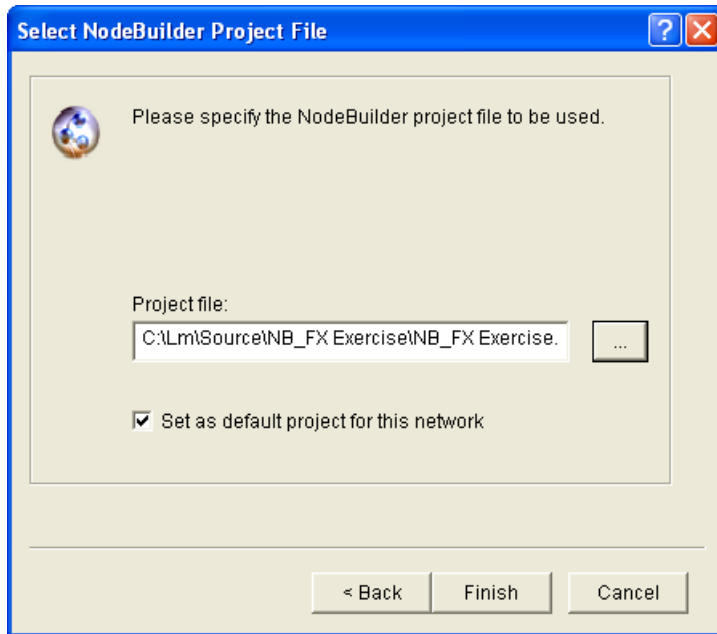 Select NodeBuilder Project File
Please specify the NodeBuilder project file to be used.
Project file:
C:\Lm\Source\NB_FX Exercise\NB_FX Exercise.
...
Set as default project for this network
< Back Finish Cancel